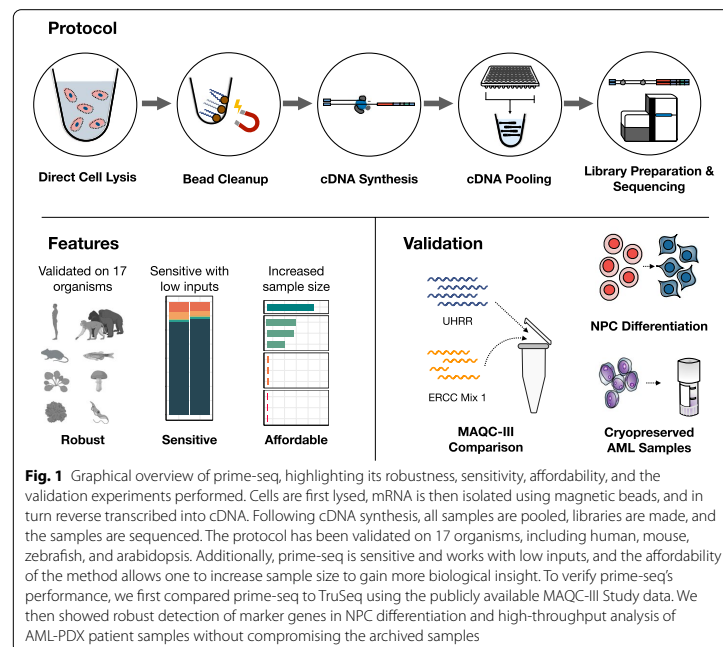 Protocol
Direct Cell Lysis
Bead Cleanup
cDNA Synthesis
cDNA Pooling
Library Preparation &
Sequencing
Features
Validated on 17
organisms
Sensitive with
low inputs
Increased
sample size
Robust
Sensitive
Affordable
Validation
UHRR
ERCC Mix 1
MAQC-III
Comparison
NPC Differentiation
Cryopreserved
AML Samples
Fig. 1 Graphical overview of prime-seq, highlighting its robustness, sensitivity, affordability, and the
validation experiments performed. Cells are first lysed, mRNA is then isolated using magnetic beads, and in
turn reverse transcribed into cDNA. Following cDNA synthesis, all samples are pooled, libraries are made, and
the samples are sequenced. The protocol has been validated on 17 organisms, including human, mouse,
zebrafish, and arabidopsis. Additionally, prime-seq is sensitive and works with low inputs, and the affordability
of the method allows one to increase sample size to gain more biological insight. To verify prime-seq's
performance, we first compared prime-seq to TruSeq using the publicly available MAQC-III Study data. We
then showed robust detection of marker genes in NPC differentiation and high-throughput analysis of
AML-PDX patient samples without compromising the archived samples